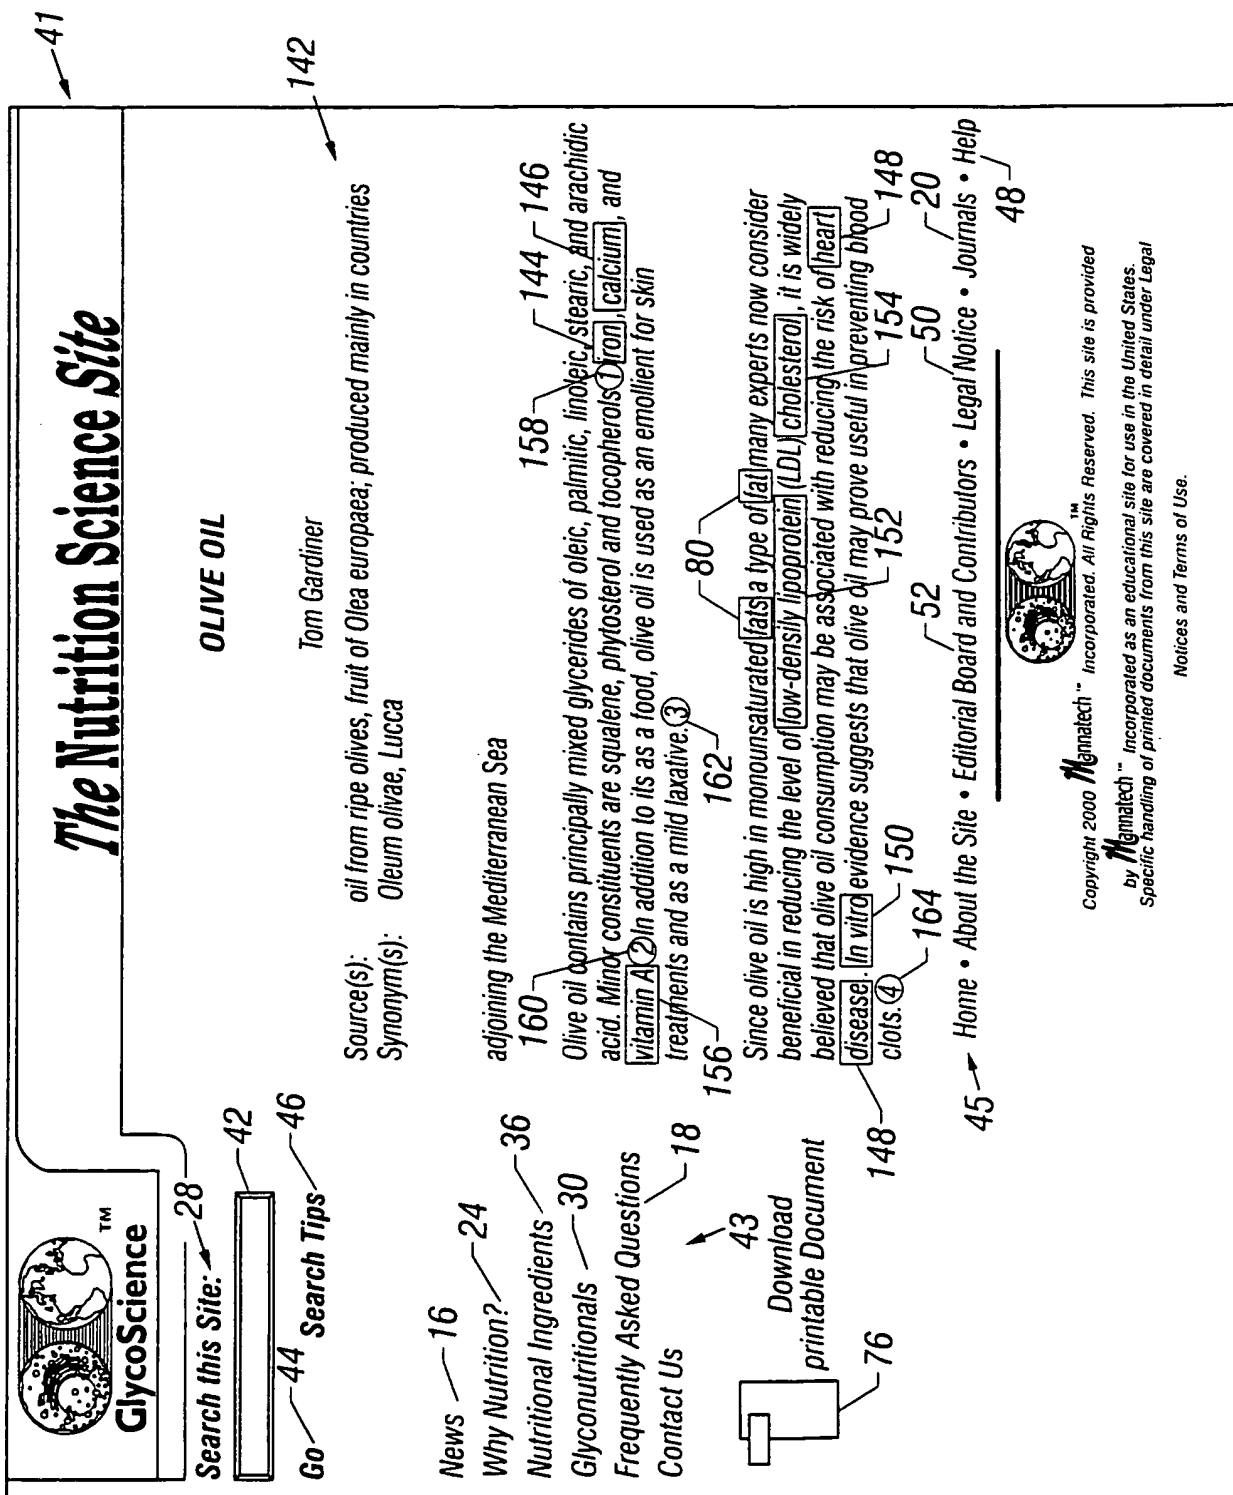 41
The Nutrition Science Site
GlycoScience
TM
Search this Site:
28
42
Go
44
Search Tips
46
News
16
Why Nutrition?
24
Nutritional Ingredients
36
Glyconutritionals
30
Frequently Asked Questions
18
Contact Us
43
Download
printable Document
76
OLIVE OIL
Tom Gardiner
142
Source(s): oil from ripe olives, fruit of Olea europaea; produced mainly in countries
Synonym(s): Oleum olivae, Lucca
adjoining the Mediterranean Sea
160
158
144
146
Olive oil contains principally mixed glycerides of oleic, palmitic, linoleic, stearic, and arachidic
acid. Minor constituents are squalene, phytosterol and tocopherols 1 iron, calcium, and
vitamin A 2 In addition to its as a food, olive oil is used as an emollient for skin
treatments and as a mild laxative. 3
156
162
80
Since olive oil is high in monounsaturated fats a type of fat many experts now consider
beneficial in reducing the level of low-densily lipoprotein (LDL) cholesterol, it is widely
believed that olive oil consumption may be associated with reducing the risk of heart
disease. In vitro evidence suggests that olive oil may prove useful in preventing blood
clots. 4
148
164
150
152
154
148
45
52
50
20
Home • About the Site • Editorial Board and Contributors • Legal Notice • Journals • Help
48
TM
Copyright 2000 Mannatech™ Incorporated. All Rights Reserved. This site is provided
by Mannatech™ Incorporated as an educational site for use in the United States.
Specific handling of printed documents from this site are covered in detail under Legal
Notices and Terms of Use.